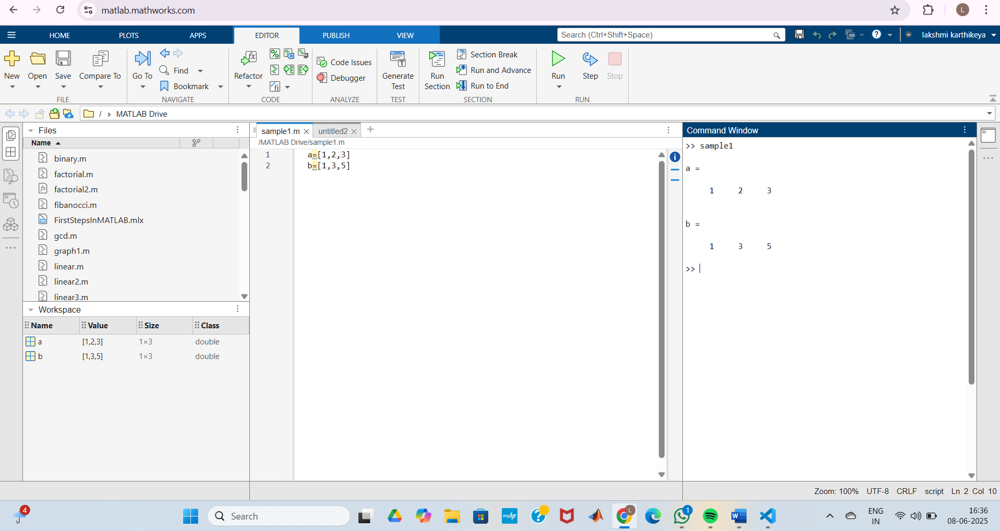 matlab.mathworks.com
L
HOME
PLOTS
APPS
EDITOR
PUBLISH
VIEW
Search (Ctrl+Shift+Space)
lakshmi karthikeya
New
Open
Save
Compare To
FILE
Go To
Find
Bookmark
NAVIGATE
Refactor
CODE
Code Issues
Debugger
ANALYZE
Generate
Test
TEST
Run
Section
Section Break
Run and Advance
Run to End
SECTION
Run
Step
Stop
RUN
/ › MATLAB Drive
Files
Name
binary.m
factorial.m
factorial2.m
fibanocci.m
FirstStepsInMATLAB.mlx
gcd.m
graph1.m
linear.m
linear2.m
linear3.m
Workspace
Name Value Size Class
a [1,2,3] 1×3 double
b [1,3,5] 1×3 double
sample1.m
untitled2
/MATLAB Drive/sample1.m
1 a=[1,2,3]
2 b=[1,3,5]
Command Window
>> sample1
a =
1 2 3
b =
1 3 5
>>
Zoom: 100% UTF-8 CRLF script Ln 2 Col 10
4
Search
myhp
L
1
ENG
IN
16:36
08-06-2025